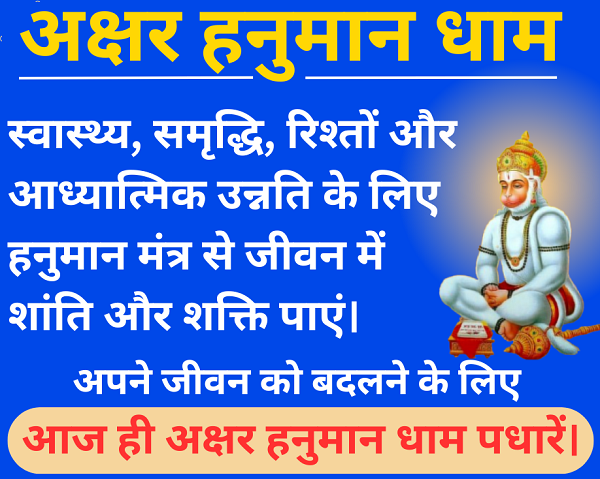 अक्षर हनुमान धाम
स्वास्थ्य, समृद्धि, रिश्तों और
आध्यात्मिक उन्नति के लिए
हनुमान मंत्र से जीवन में
शांति और शक्ति पाएं|
अपने जीवन को बदलने के लिए
आज ही अक्षर हनुमान धाम पधारें|